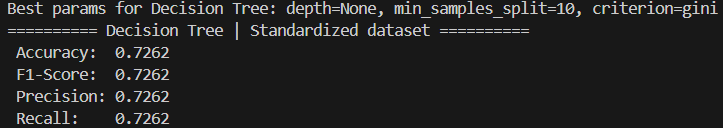 Best params for Decision Tree: depth=None, min_samples_split=10, criterion=gini
========== Decision Tree | Standardized dataset ==========
Accuracy: 0.7262
F1-Score: 0.7262
Precision: 0.7262
Recall: 0.7262